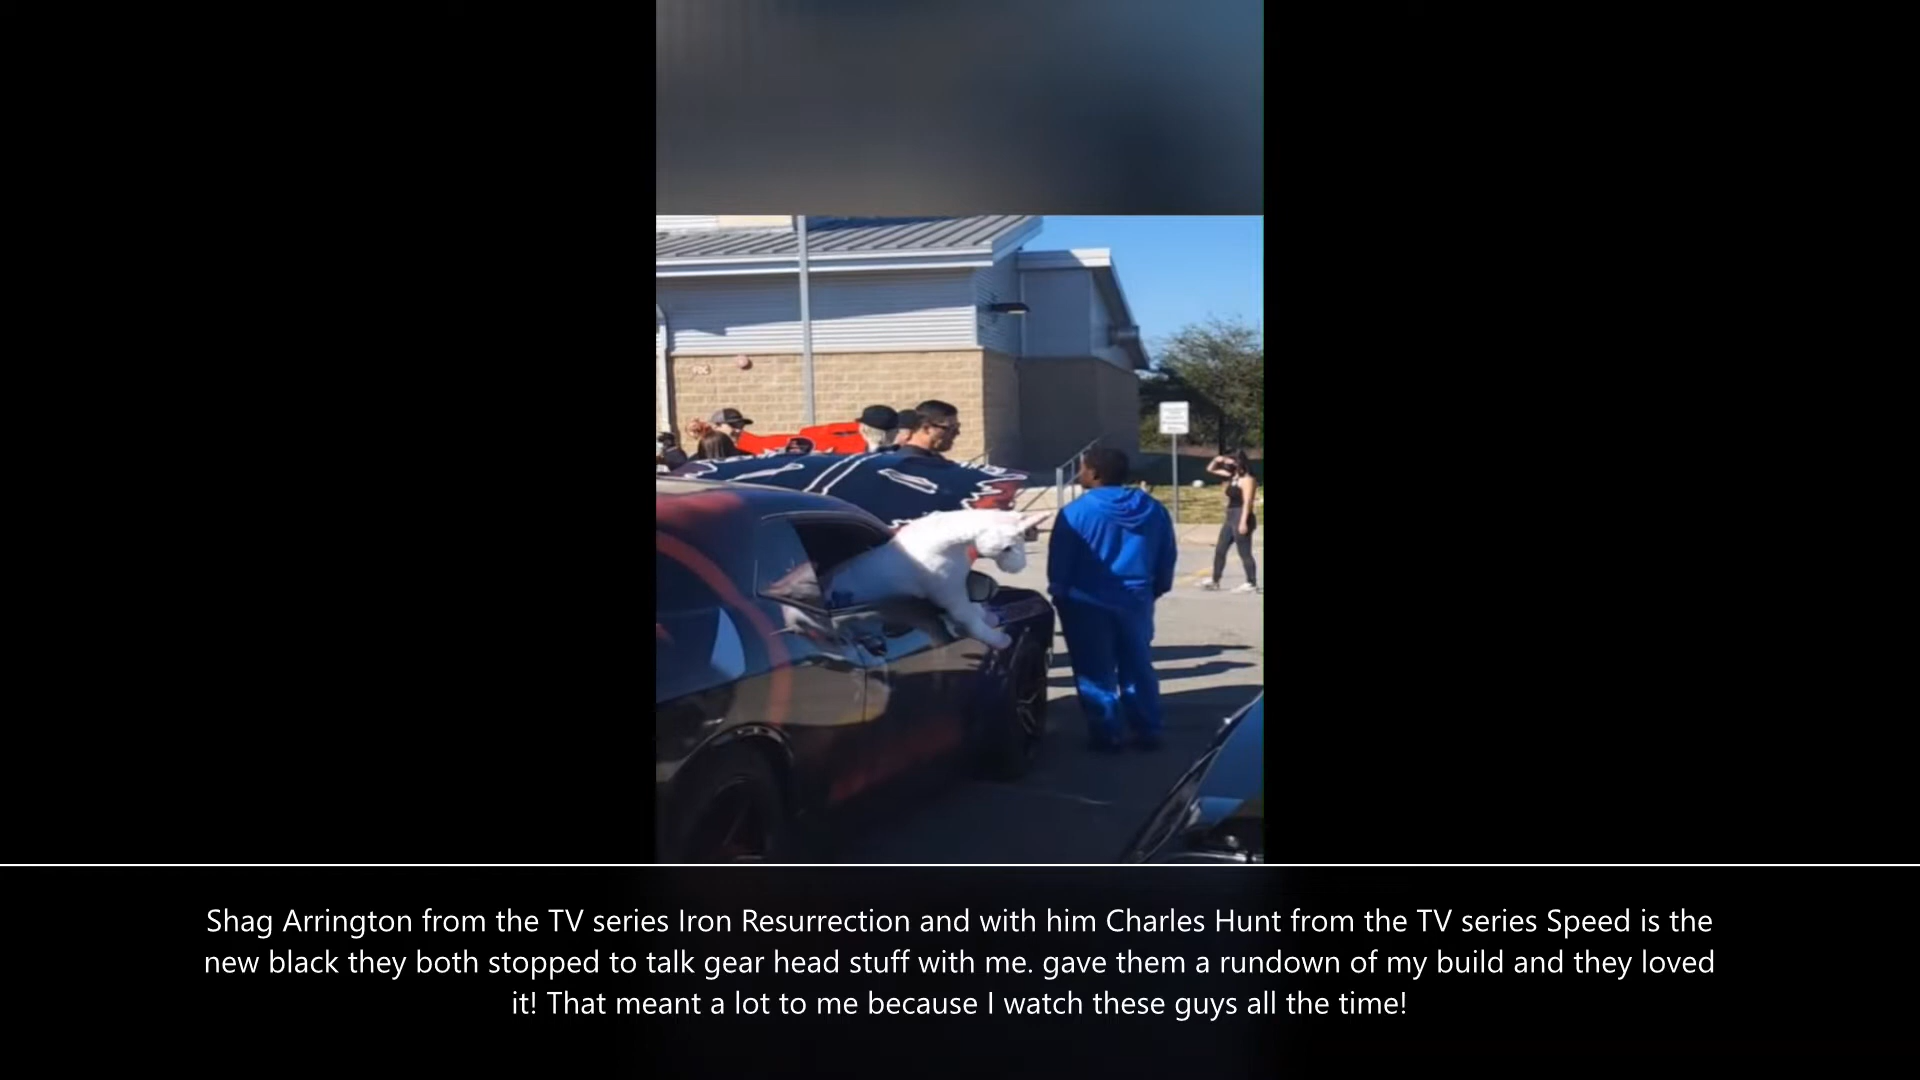 Shag Arrington from the TV series Iron Resurrection and with him Charles Hunt from the TV series Speed is the
new black they both stopped to talk gear head stuff with me. gave them a rundown of my build and they loved
it! That meant a lot to me because I watch these guys all the time!